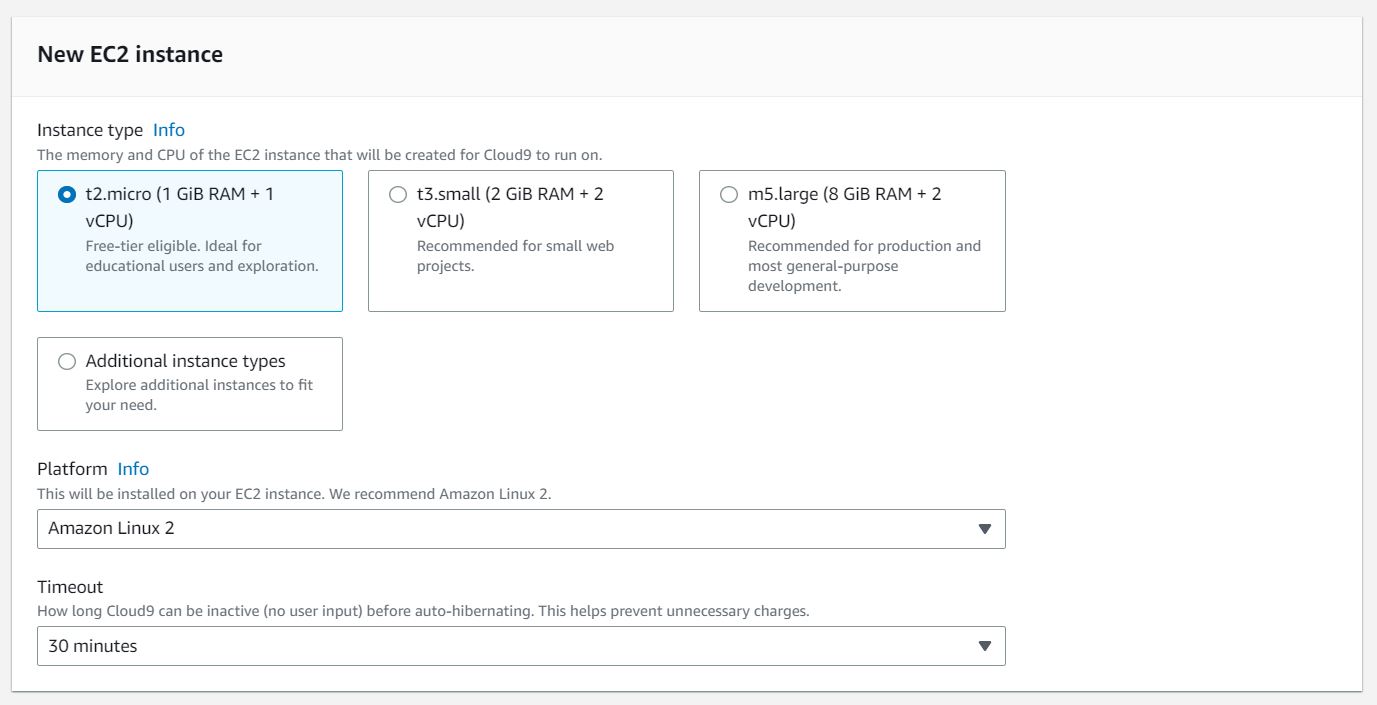 New EC2 instance
Instance type Info
The memory and CPU of the EC2 instance that will be created for Cloud9 to run on.
t2.micro (1 GiB RAM + 1
vCPU)
Free-tier eligible. Ideal for
educational users and exploration.
t3.small (2 GiB RAM + 2
vCPU)
Recommended for small web
projects.
m5.large (8 GiB RAM + 2
vCPU)
Recommended for production and
most general-purpose
development.
Additional instance types
Explore additional instances to fit
your need.
Platform Info
This will be installed on your EC2 instance. We recommend Amazon Linux 2.
Amazon Linux 2
Timeout
How long Cloud9 can be inactive (no user input) before auto-hibernating. This helps prevent unnecessary charges.
30 minutes